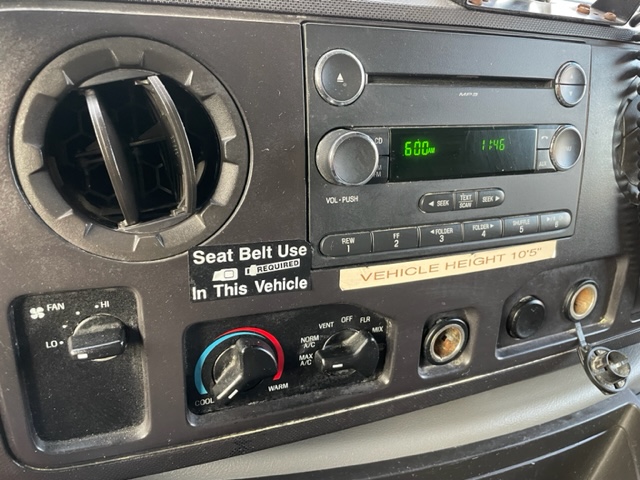 MP3
CD
600AM 11:46
VOL-PUSH
◄ SEEK TEXT SCAN SEEK ►
REW 1
FF 2
◄ FOLDER 3
FOLDER ► 4
SHUFFLE 5
6
Seat Belt Use
REQUIRED
In This Vehicle
VEHICLE HEIGHT 10'5"
FAN
HI
LO
COOL
WARM
MAX A/C
NORM A/C
VENT
OFF
FLR
MIX